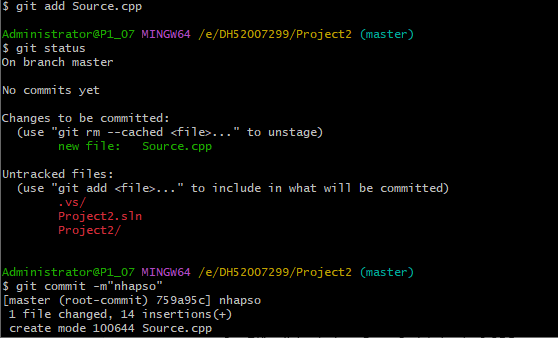 $ git add Source.cpp
Administrator@P1_07 MINGW64 /e/DH52007299/Project2 (master)
$ git status
On branch master
No commits yet
Changes to be committed:
  (use "git rm --cached <file>..." to unstage)
        new file:   Source.cpp
Untracked files:
  (use "git add <file>..." to include in what will be committed)
        .vs/
        Project2.sln
        Project2/
Administrator@P1_07 MINGW64 /e/DH52007299/Project2 (master)
$ git commit -m"nhapso"
[master (root-commit) 759a95c] nhapso
 1 file changed, 14 insertions(+)
 create mode 100644 Source.cpp